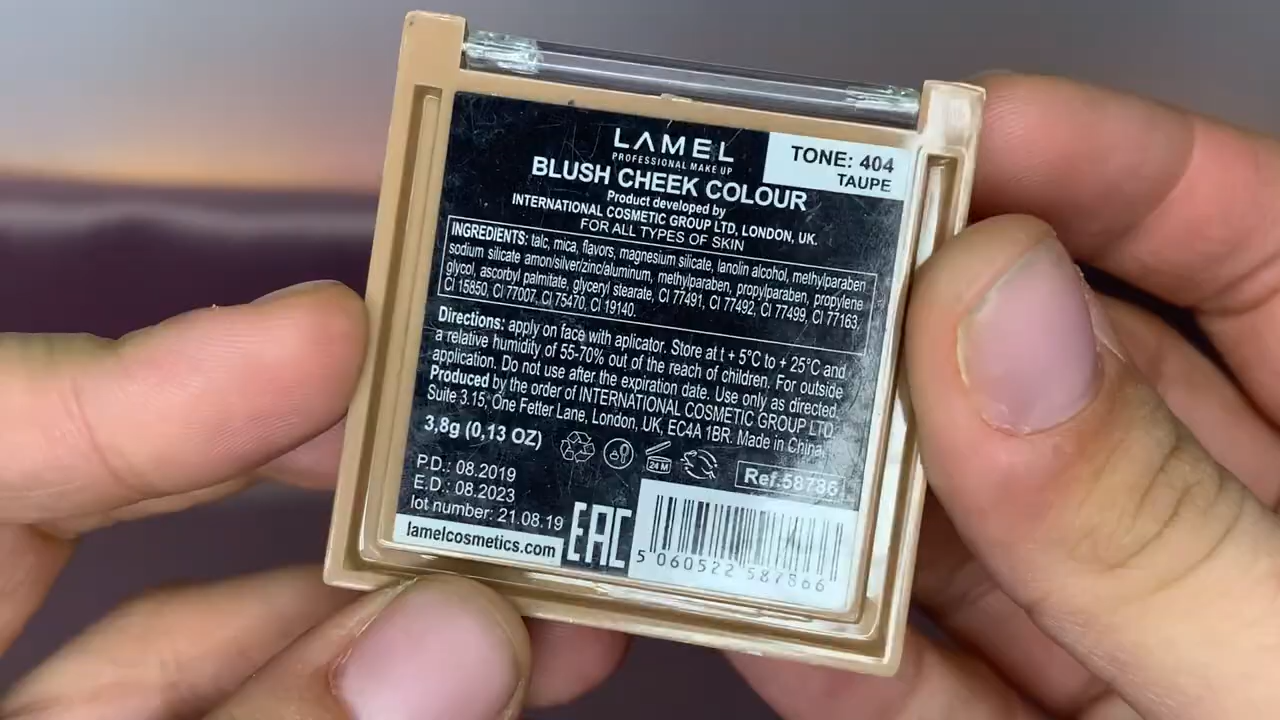 LAMEL
PROFESSIONAL MAKE UP
TONE: 404
TAUPE
BLUSH CHEEK COLOUR
Product developed by
INTERNATIONAL COSMETIC GROUP LTD, LONDON, UK.
FOR ALL TYPES OF SKIN
INGREDIENTS: talc, mica, flavors, magnesium silicate, lanolin alcohol, methylparaben
sodium silicate amon/silver/zinc/aluminum, methylparaben, propylparaben, propylene
glycol, ascorbyl palmitate, glyceryl stearate, CI 77491, CI 77492, CI 77499, CI 77163,
CI 15850, CI 77007, CI 75470, CI 19140.
Directions: apply on face with aplicator. Store at t + 5°C to + 25°C and
a relative humidity of 55-70% out of the reach of children. For outside
application. Do not use after the expiration date. Use only as directed.
Produced by the order of INTERNATIONAL COSMETIC GROUP LTD.
Suite 3.15, One Fetter Lane, London, UK, EC4A 1BR. Made in China.
3,8g (0,13 OZ)
24 M
Ref.58786
P.D.: 08.2019
E.D.: 08.2023
lot number: 21.08.19
lamelcosmetics.com
EAC
5 060522 587866